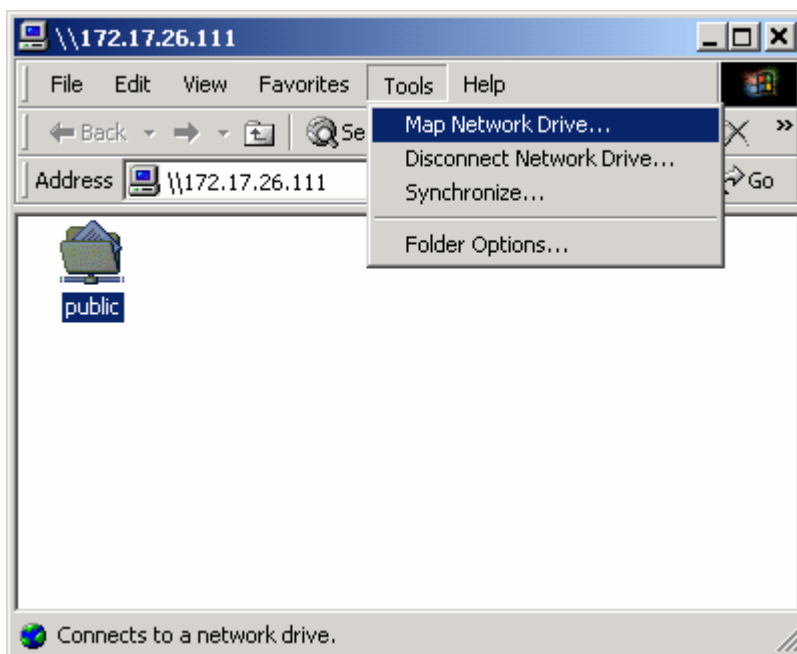 \\172.17.26.111
File Edit View Favorites Tools Help
Back Se
Map Network Drive...
Disconnect Network Drive...
Synchronize...
Folder Options...
Address \\172.17.26.111 Go
public
Connects to a network drive.